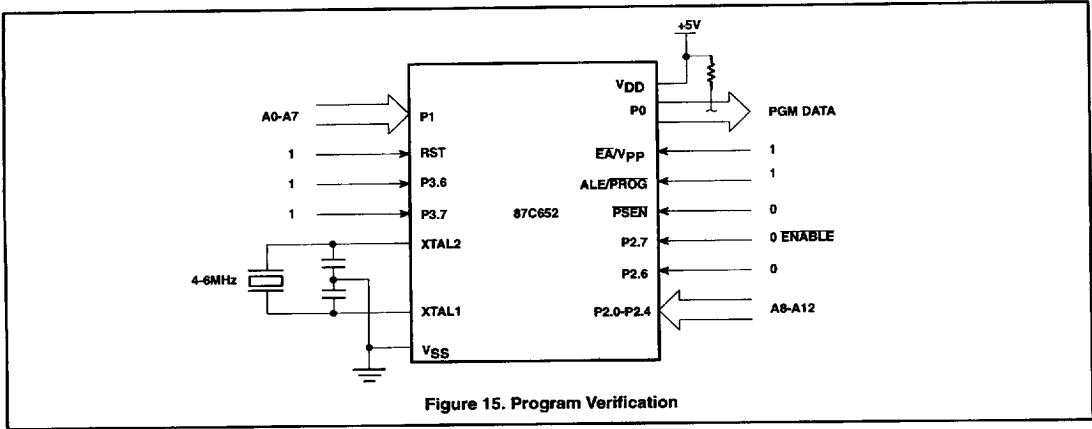 +5V
VDD
A0-A7
P1
P0
PGM DATA
1
RST
EA/VPP
1
1
P3.6
ALE/PROG
1
1
P3.7
87C652
PSEN
0
XTAL2
P2.7
0 ENABLE
4-6MHz
P2.6
0
XTAL1
P2.0-P2.4
A8-A12
VSS
Figure 15. Program Verification